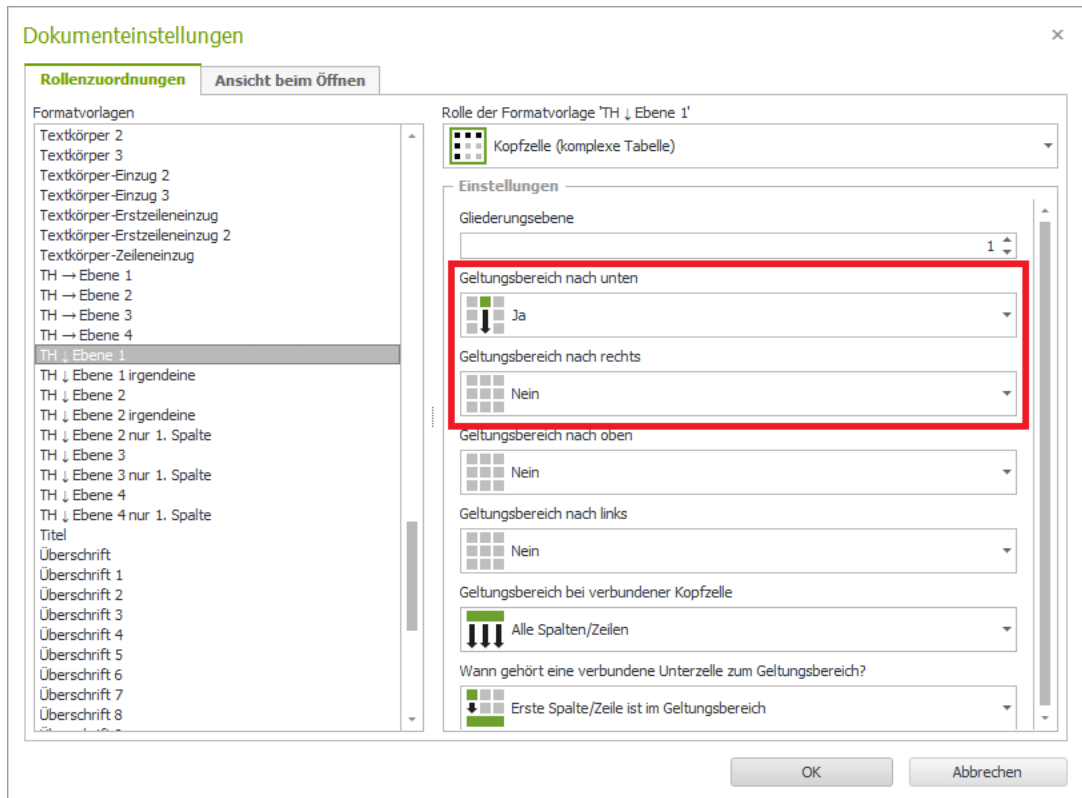 Dokumenteinstellungen
Rollenzuordnungen
Ansicht beim Öffnen
Formatvorlagen
Textkörper 2
Textkörper 3
Textkörper-Einzug 2
Textkörper-Einzug 3
Textkörper-Erstzeileneinzug
Textkörper-Erstzeileneinzug 2
Textkörper-Zeileneinzug
TH → Ebene 1
TH → Ebene 2
TH → Ebene 3
TH → Ebene 4
TH ↓ Ebene 1
TH ↓ Ebene 1 irgendeine
TH ↓ Ebene 2
TH ↓ Ebene 2 irgendeine
TH ↓ Ebene 2 nur 1. Spalte
TH ↓ Ebene 3
TH ↓ Ebene 3 nur 1. Spalte
TH ↓ Ebene 4
TH ↓ Ebene 4 nur 1. Spalte
Titel
Überschrift
Überschrift 1
Überschrift 2
Überschrift 3
Überschrift 4
Überschrift 5
Überschrift 6
Überschrift 7
Überschrift 8
Rolle der Formatvorlage 'TH ↓ Ebene 1'
Kopfzelle (komplexe Tabelle)
Einstellungen
Gliederungsebene
1
Geltungsbereich nach unten
Ja
Geltungsbereich nach rechts
Nein
Geltungsbereich nach oben
Nein
Geltungsbereich nach links
Nein
Geltungsbereich bei verbundener Kopfzelle
Alle Spalten/Zeilen
Wann gehört eine verbundene Unterzelle zum Geltungsbereich?
Erste Spalte/Zeile ist im Geltungsbereich
OK
Abbrechen